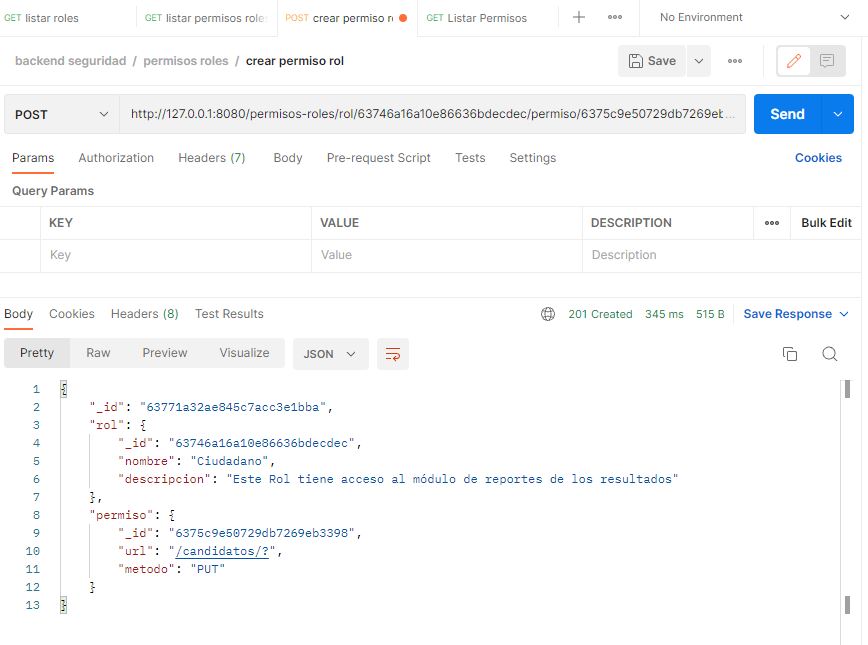 GET listar roles GET listar permisos role POST crear permiso r GET Listar Permisos No Environment
backend seguridad / permisos roles / crear permiso rol Save
POST http://127.0.0.1:8080/permisos-roles/rol/63746a16a10e86636bdecdec/permiso/6375c9e50729db7269eb... Send
Params Authorization Headers (7) Body Pre-request Script Tests Settings Cookies
Query Params
KEY VALUE DESCRIPTION Bulk Edit
Key Value Description
Body Cookies Headers (8) Test Results 201 Created 345 ms 515 B Save Response
Pretty Raw Preview Visualize JSON
1 {
2 "_id": "63771a32ae845c7acc3e1bba",
3 "rol": {
4 "_id": "63746a16a10e86636bdecdec",
5 "nombre": "Ciudadano",
6 "descripcion": "Este Rol tiene acceso al módulo de reportes de los resultados"
7 },
8 "permiso": {
9 "_id": "6375c9e50729db7269eb3398",
10 "url": "/candidatos/?",
11 "metodo": "PUT"
12 }
13 }